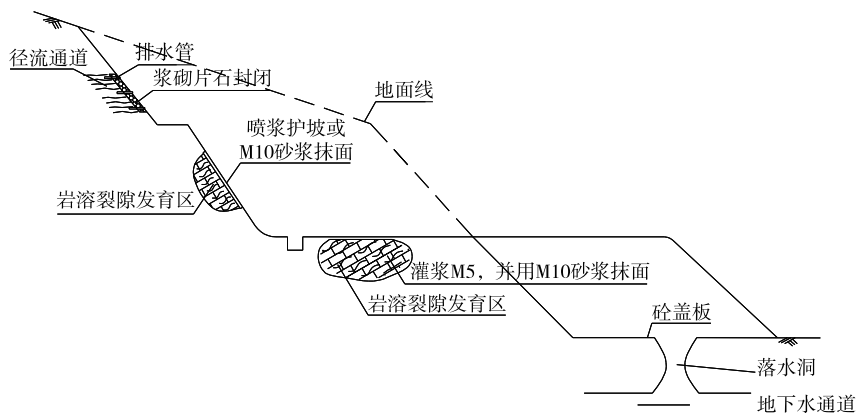 排水管
径流通道
浆砌片石封闭
地面线
喷浆护坡或
M10砂浆抹面
岩溶裂隙发育区
灌浆M5，并用M10砂浆抹面
岩溶裂隙发育区
砼盖板
落水洞
地下水通道